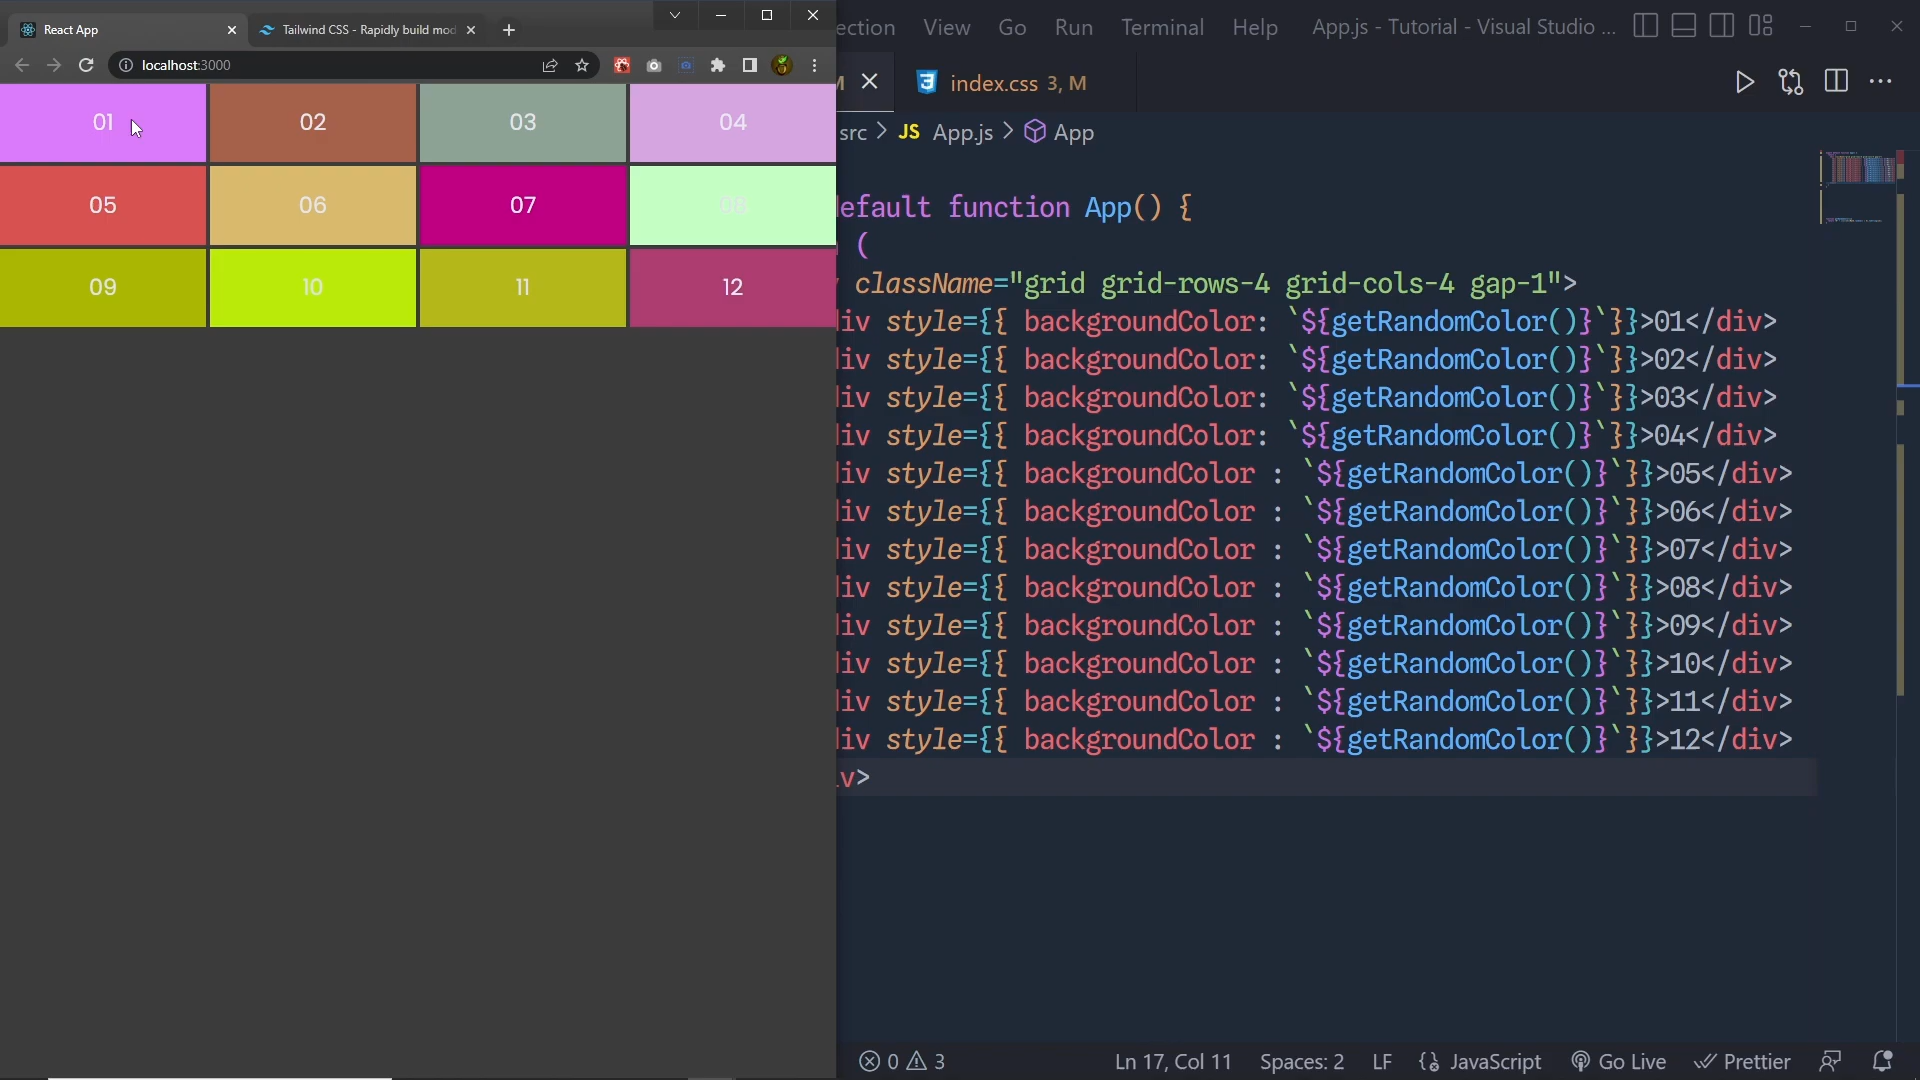 React App
Tailwind CSS - Rapidly build mod
localhost:3000
01
02
03
04
05
06
07
08
09
10
11
12
ection View Go Run Terminal Help App.js - Tutorial - Visual Studio ...
M
index.css 3, M
src > JS App.js > App
efault function App() {
(
className="grid grid-rows-4 grid-cols-4 gap-1">
iv style={{ backgroundColor: `${getRandomColor()}`}}>01</div>
iv style={{ backgroundColor: `${getRandomColor()}`}}>02</div>
iv style={{ backgroundColor: `${getRandomColor()}`}}>03</div>
iv style={{ backgroundColor: `${getRandomColor()}`}}>04</div>
iv style={{ backgroundColor : `${getRandomColor()}`}}>05</div>
iv style={{ backgroundColor : `${getRandomColor()}`}}>06</div>
iv style={{ backgroundColor : `${getRandomColor()}`}}>07</div>
iv style={{ backgroundColor : `${getRandomColor()}`}}>08</div>
iv style={{ backgroundColor : `${getRandomColor()}`}}>09</div>
iv style={{ backgroundColor : `${getRandomColor()}`}}>10</div>
iv style={{ backgroundColor : `${getRandomColor()}`}}>11</div>
iv style={{ backgroundColor : `${getRandomColor()}`}}>12</div>
v>
0 3 Ln 17, Col 11 Spaces: 2 LF {} JavaScript Go Live Prettier